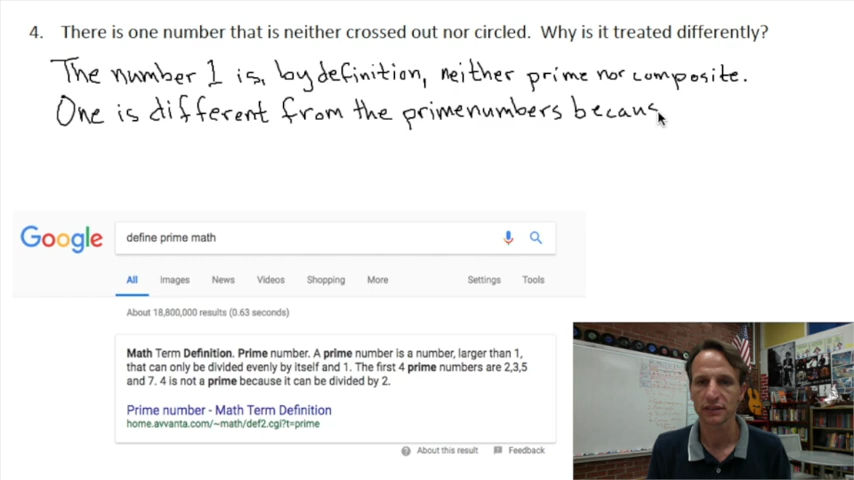 4. There is one number that is neither crossed out nor circled. Why is it treated differently?
The number 1 is, by definition, neither prime nor composite.
One is different from the prime numbers becaus
Google
define prime math
All Images News Videos Shopping More Settings Tools
About 18,800,000 results (0.63 seconds)
Math Term Definition. Prime number. A prime number is a number, larger than 1,
that can only be divided evenly by itself and 1. The first 4 prime numbers are 2,3,5
and 7. 4 is not a prime because it can be divided by 2.
Prime number - Math Term Definition
home.avvanta.com/~math/def2.cgi?t=prime
About this result Feedback